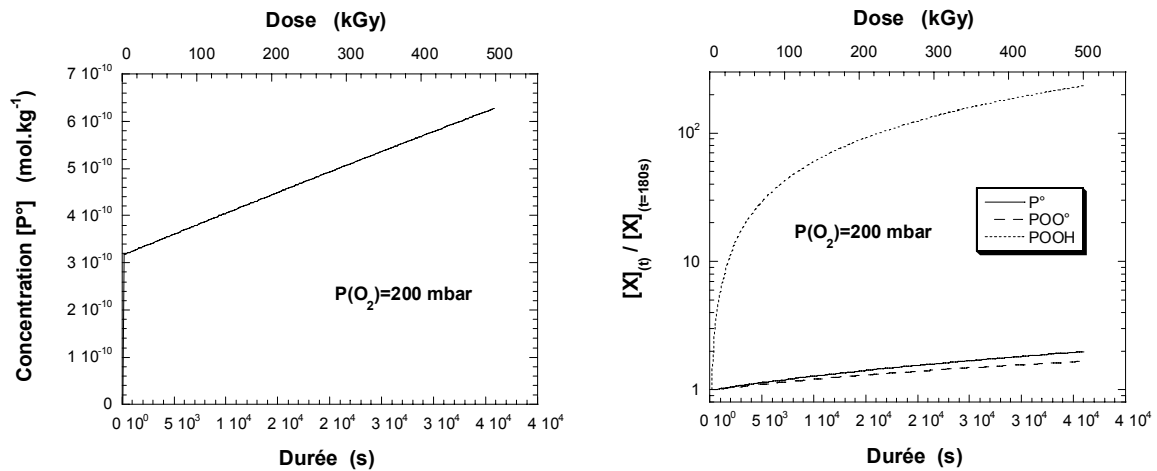 Dose (kGy)
0 100 200 300 400 500
7 10⁻¹⁰
6 10⁻¹⁰
5 10⁻¹⁰
4 10⁻¹⁰
3 10⁻¹⁰
2 10⁻¹⁰
1 10⁻¹⁰
0
Concentration [P°] (mol.kg⁻¹)
P(O₂)=200 mbar
0 10⁰ 5 10³ 1 10⁴ 2 10⁴ 2 10⁴ 3 10⁴ 3 10⁴ 4 10⁴ 4 10⁴
Durée (s)
Dose (kGy)
0 100 200 300 400 500
10²
10
1
[X](t) / [X](t=180s)
P°
POO°
POOH
P(O₂)=200 mbar
0 10⁰ 5 10³ 1 10⁴ 2 10⁴ 2 10⁴ 3 10⁴ 3 10⁴ 4 10⁴ 4 10⁴
Durée (s)